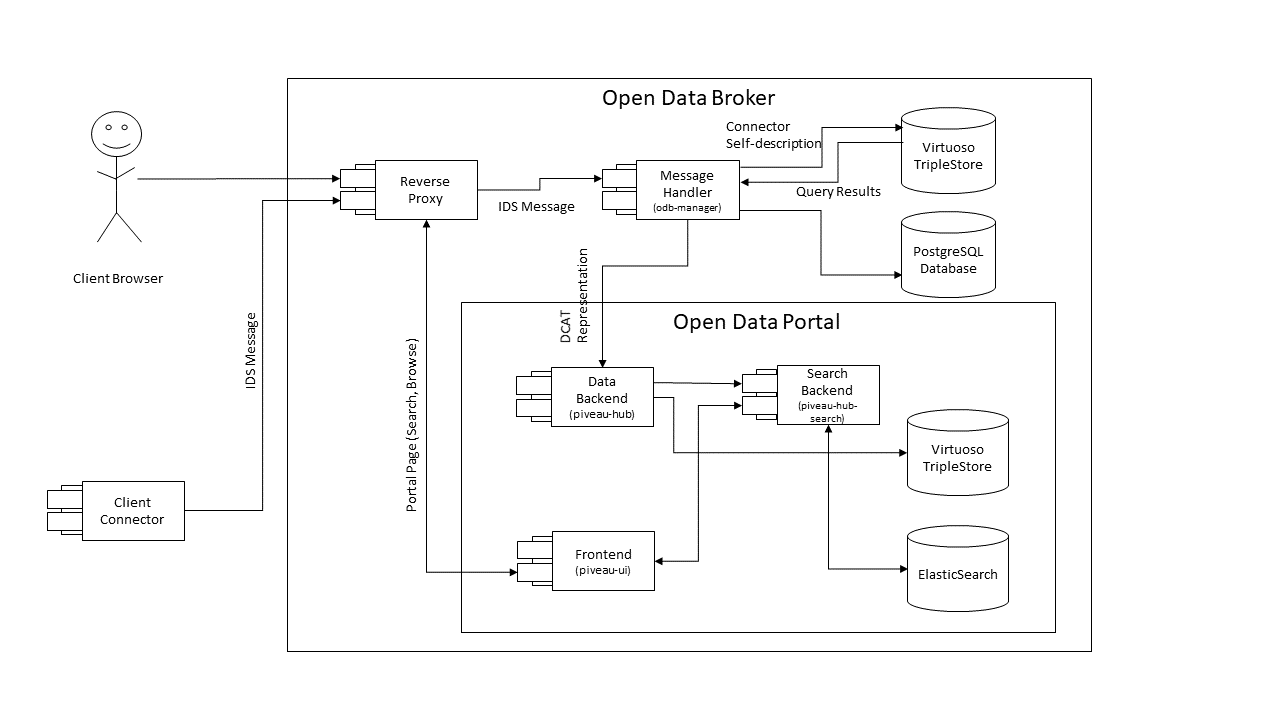 Open Data Broker
Connector
Self-description
Virtuoso
TripleStore
Reverse
Proxy
IDS Message
Message
Handler
(odb-manager)
Query Results
PostgreSQL
Database
Client Browser
IDS Message
Portal Page (Search, Browse)
DCAT
Representation
Open Data Portal
Data
Backend
(piveau-hub)
Search
Backend
(piveau-hub-
search)
Virtuoso
TripleStore
Client
Connector
Frontend
(piveau-ui)
ElasticSearch